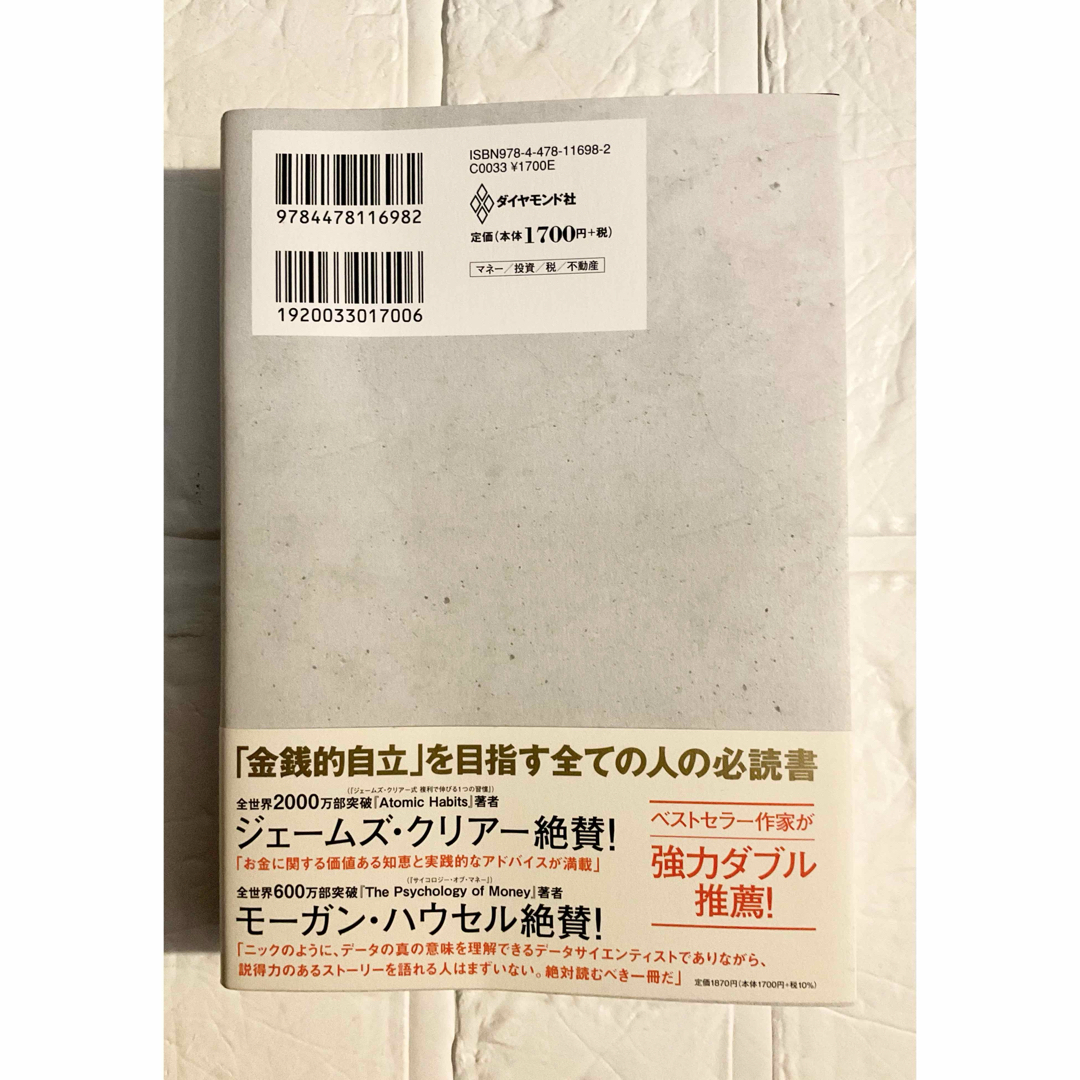 9784478116982
1920033017006
ISBN978-4-478-11698-2
C0033 ¥1700E
ダイヤモンド社
定価(本体1700円+税)
マネー/投資/税/不動産
「金銭的自立」を目指す全ての人の必読書
(『ジェームズ・クリアー式 複利で伸びる1つの習慣』)
全世界2000万部突破『Atomic Habits』著者
ジェームズ・クリアー絶賛!
「お金に関する価値ある知恵と実践的なアドバイスが満載」
(『サイコロジー・オブ・マネー』)
全世界600万部突破『The Psychology of Money』著者
モーガン・ハウセル絶賛!
「ニックのように、データの真の意味を理解できるデータサイエンティストでありながら、
説得力のあるストーリーを語れる人はまずいない。絶対読むべき一冊だ」
ベストセラー作家が
強力ダブル
推薦!
定価1870円(本体1700円+税10%)